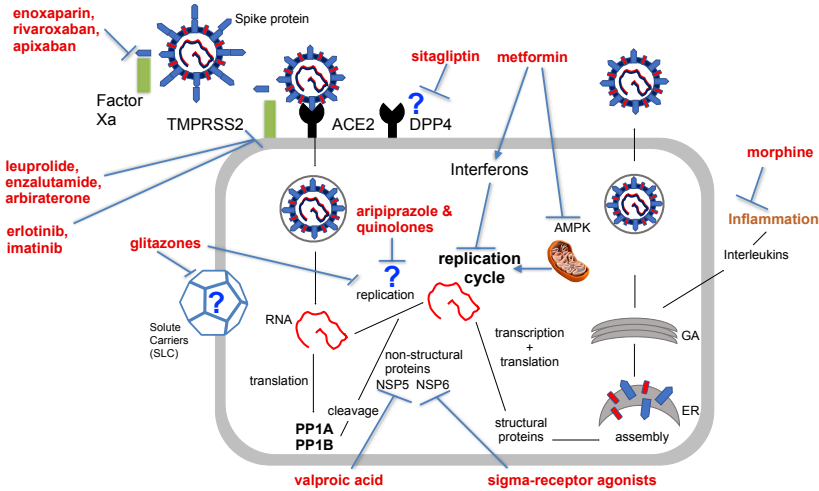 enoxaparin,
rivaroxaban,
apixaban
Spike protein
Factor
Xa
TMPRSS2
ACE2
?
DPP4
sitagliptin
metformin
leuprolide,
enzalutamide,
arbiraterone
erlotinib,
imatinib
glitazones
?
Solute
Carriers
(SLC)
Interferons
aripiprazole &
quinolones
?
replication
replication
cycle
AMPK
morphine
Inflammation
Interleukins
RNA
translation
PP1A
PP1B
cleavage
non-structural
proteins
NSP5 NSP6
transcription
+
translation
structural
proteins
GA
ER
assembly
valproic acid
sigma-receptor agonists